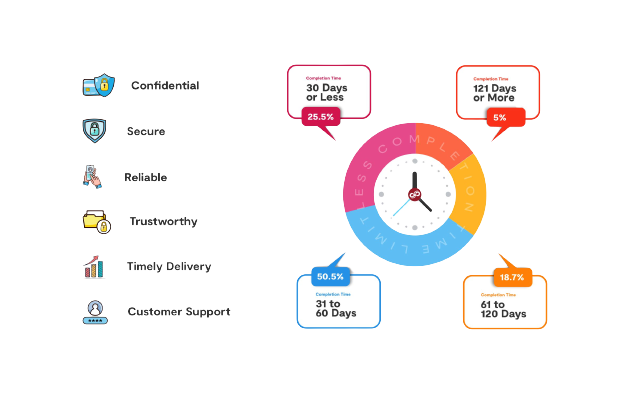 Confidential
Secure
Reliable
Trustworthy
Timely Delivery
Customer Support
Completion Time
30 Days
or Less
25.5%
Completion Time
121 Days
or More
5%
ESS COMPLETION TIME LIMIT
50.5%
Completion Time
31 to
60 Days
18.7%
Completion Time
61 to
120 Days